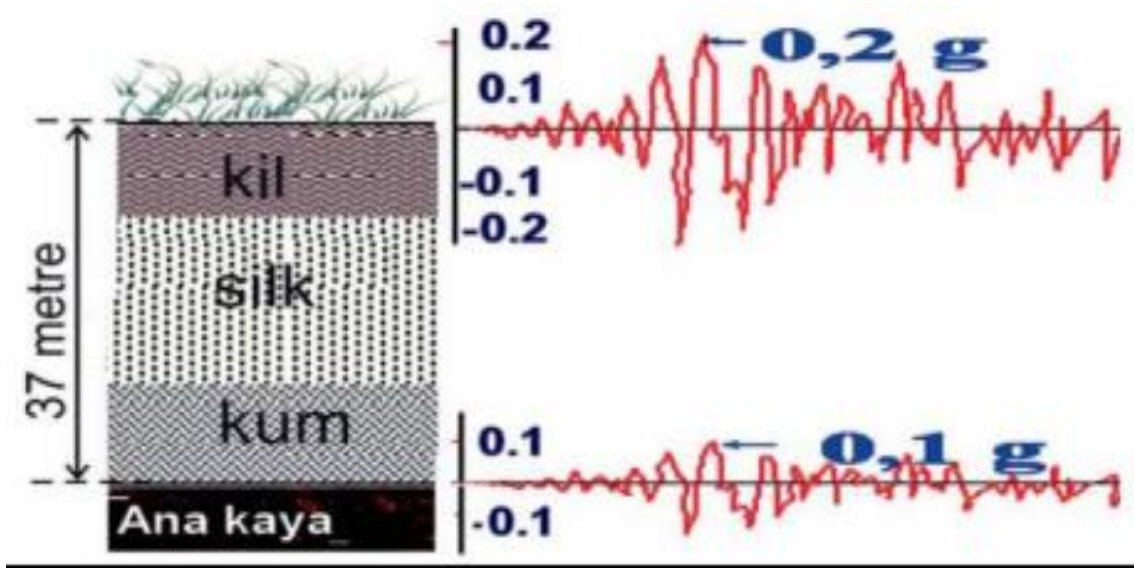 0.2
0,2 g
0.1
-0.1
-0.2
kil
silk
kum
37 metre
0.1
0,1 g
-0.1
Ana kaya_